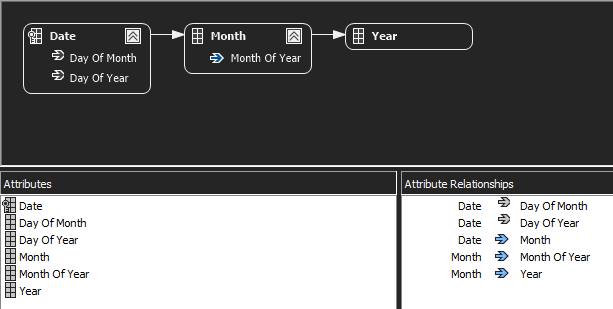 Date
Month
Year
Day Of Month
Month Of Year
Day Of Year
Attributes
Attribute Relationships
Date
Day Of Month
Day Of Year
Month
Month Of Year
Year
Date Day Of Month
Date Day Of Year
Date Month
Month Month Of Year
Month Year